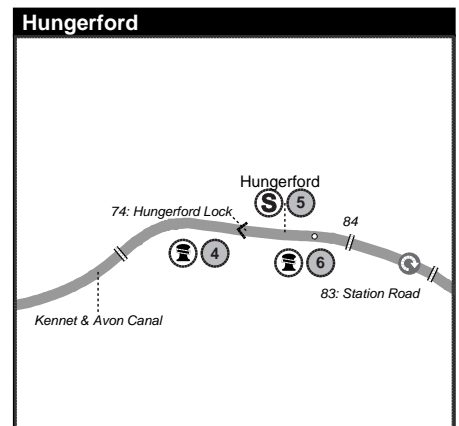 Hungerford
Hungerford
S 5
74: Hungerford Lock
84
4
6
83: Station Road
Kennet & Avon Canal